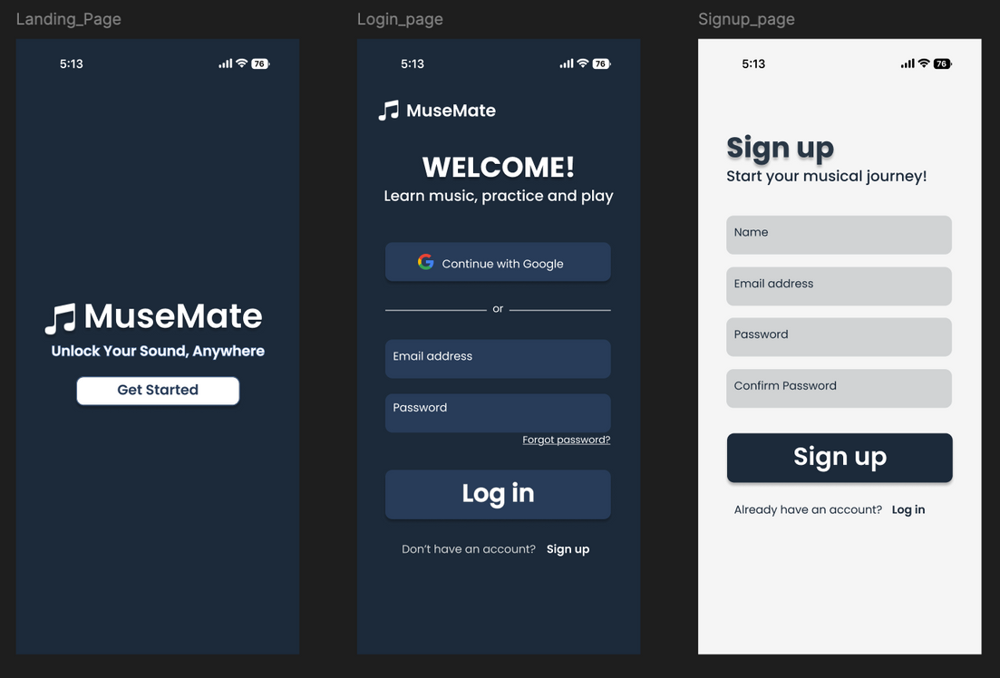 Landing_Page
5:13
76
MuseMate
Unlock Your Sound, Anywhere
Get Started
Login_page
5:13
76
MuseMate
WELCOME!
Learn music, practice and play
Continue with Google
or
Email address
Password
Forgot password?
Log in
Don't have an account? Sign up
Signup_page
5:13
76
Sign up
Start your musical journey!
Name
Email address
Password
Confirm Password
Sign up
Already have an account? Log in